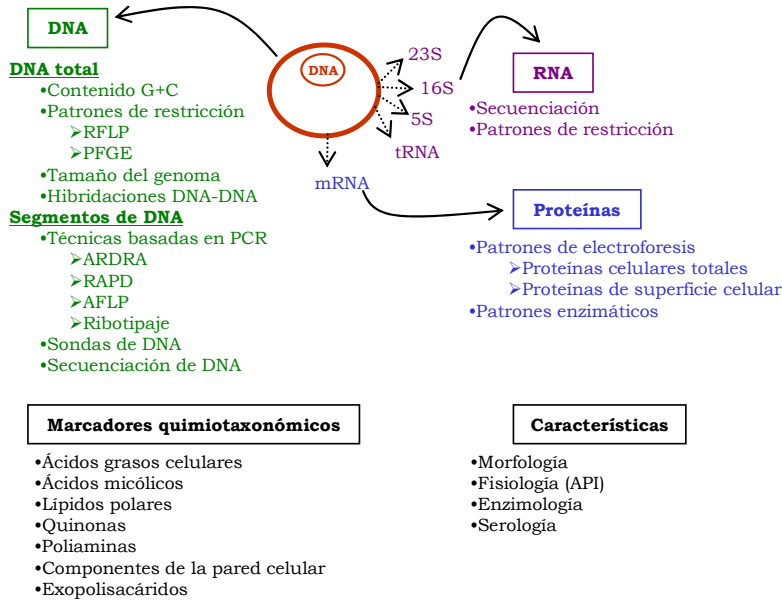 DNA
DNA total
•Contenido G+C
•Patrones de restricción
➢RFLP
➢PFGE
•Tamaño del genoma
•Hibridaciones DNA-DNA
Segmentos de DNA
•Técnicas basadas en PCR
➢ARDRA
➢RAPD
➢AFLP
➢Ribotipaje
•Sondas de DNA
•Secuenciación de DNA
DNA
23S
16S
5S
tRNA
mRNA
RNA
•Secuenciación
•Patrones de restricción
Proteínas
•Patrones de electroforesis
➢Proteínas celulares totales
➢Proteínas de superficie celular
•Patrones enzimáticos
Marcadores quimiotaxonómicos
•Ácidos grasos celulares
•Ácidos micólicos
•Lípidos polares
•Quinonas
•Poliaminas
•Componentes de la pared celular
•Exopolisacáridos
Características
•Morfología
•Fisiología (API)
•Enzimología
•Serología